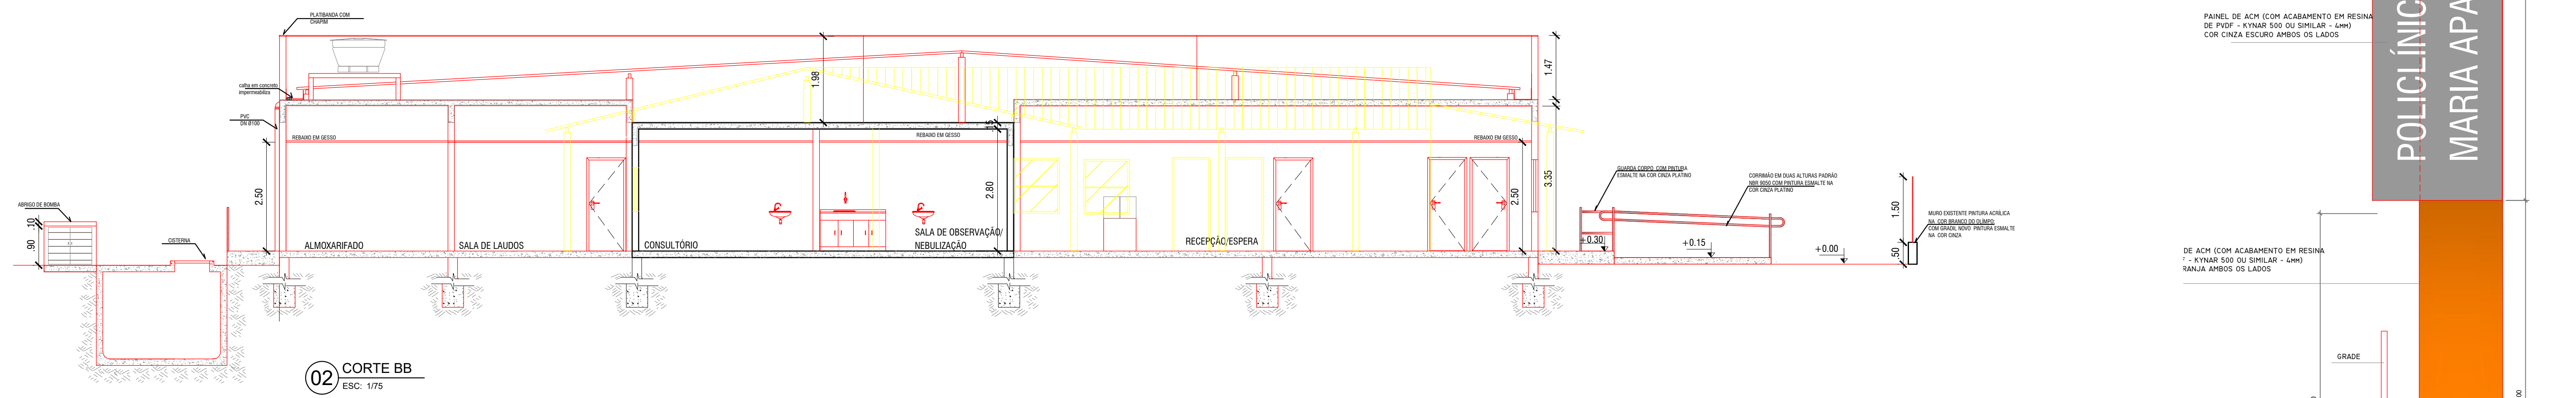 PLATIBANDA COM
CHAPIM
calha em concreto
impermeabiliza
PVC
DN Ø100
REBAIXO EM GESSO
1.98
.15
REBAIXO EM GESSO
REBAIXO EM GESSO
1.47
3.35
2.50
2.80
2.50
ABRIGO DE BOMBA
.10
.90
CISTERNA
ALMOXARIFADO
SALA DE LAUDOS
CONSULTÓRIO
SALA DE OBSERVAÇÃO/
NEBULIZAÇÃO
RECEPÇÃO/ESPERA
GUARDA CORPO COM PINTURA
ESMALTE NA COR CINZA PLATINO
CORRIMÃO EM DUAS ALTURAS PADRÃO
NBR 9050 COM PINTURA ESMALTE NA
COR CINZA PLATINO
+0.30
+0.15
+0.00
1.50
.50
MURO EXISTENTE PINTURA ACRÍLICA
NA COR BRANCO DO OLÍMPO,
COM GRADIL NOVO PINTURA ESMALTE
NA COR CINZA
02 CORTE BB
ESC: 1/75
PAINEL DE ACM (COM ACABAMENTO EM RESINA
DE PVDF - KYNAR 500 OU SIMILAR - 4MM)
COR CINZA ESCURO AMBOS OS LADOS
POLICLÍNIC
MARIA APA
DE ACM (COM ACABAMENTO EM RESINA
- KYNAR 500 OU SIMILAR - 4MM)
RANJA AMBOS OS LADOS
GRADE
00